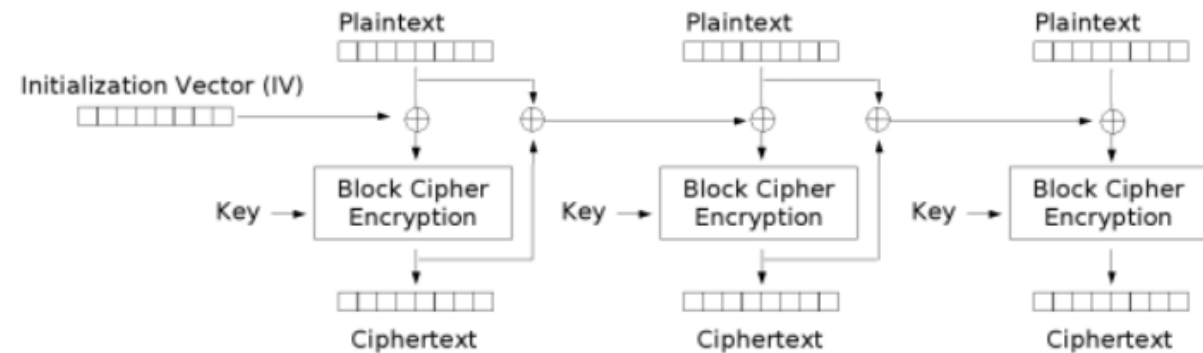 Plaintext
Plaintext
Plaintext
Initialization Vector (IV)
Block Cipher
Encryption
Block Cipher
Encryption
Block Cipher
Encryption
Key
Key
Key
Ciphertext
Ciphertext
Ciphertext